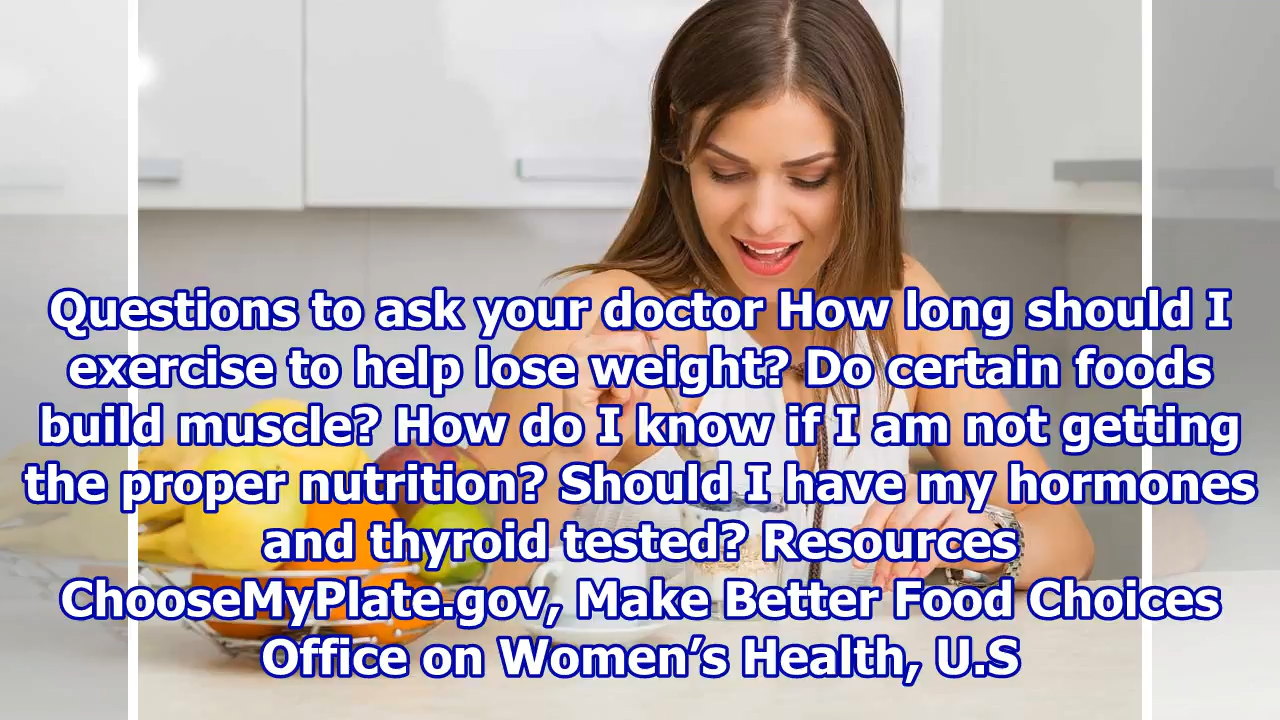 Questions to ask your doctor How long should I
exercise to help lose weight? Do certain foods
build muscle? How do I know if I am not getting
the proper nutrition? Should I have my hormones
and thyroid tested? Resources
ChooseMyPlate.gov, Make Better Food Choices
Office on Women’s Health, U.S